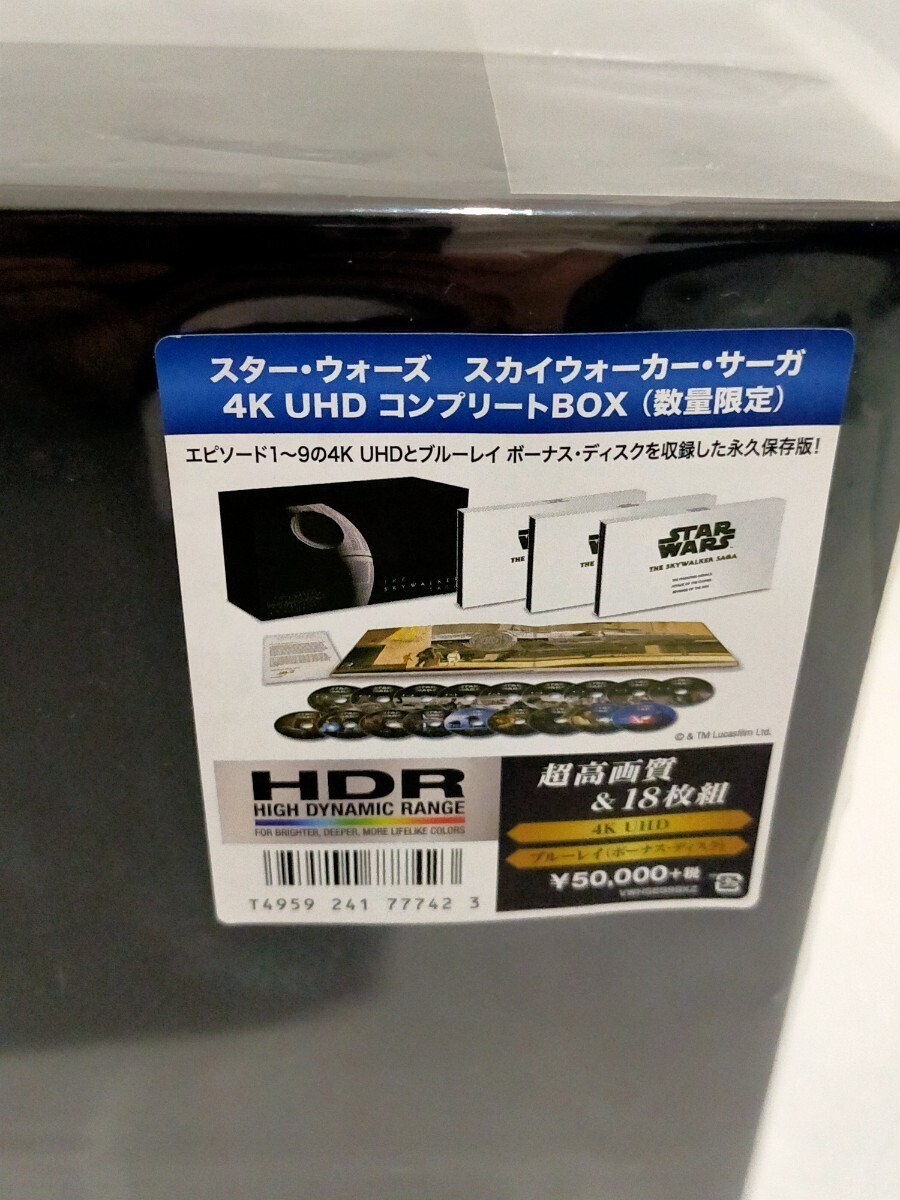 スター・ウォーズ　スカイウォーカー・サーガ
4K UHD コンプリートBOX（数量限定）
エピソード1～9の4K UHDとブルーレイ ボーナス・ディスクを収録した永久保存版！
THE SKYWALKER SAGA
THE
THE
STAR WARS
THE SKYWALKER SAGA
© & TM Lucasfilm Ltd.
HDR
HIGH DYNAMIC RANGE
FOR BRIGHTER, DEEPER, MORE LIFELIKE COLORS
T4959 241 77742 3
超高画質
&18枚組
4K UHD
ブルーレイ(ボーナス・ディスク)
¥50,000+税